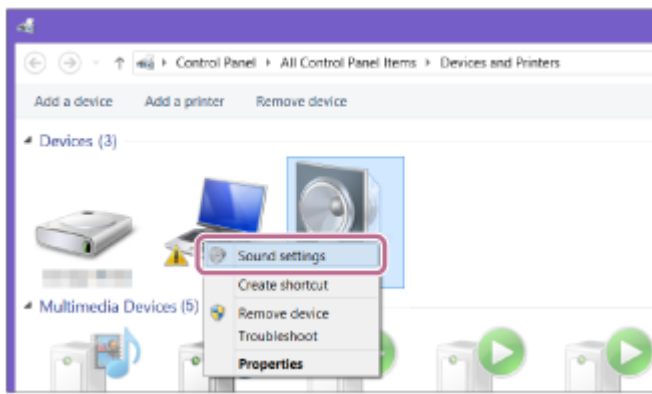 Control Panel All Control Panel Items Devices and Printers
Add a device Add a printer Remove device
Devices (3)
Sound settings
Create shortcut
Multimedia Devices (5)
Remove device
Troubleshoot
Properties